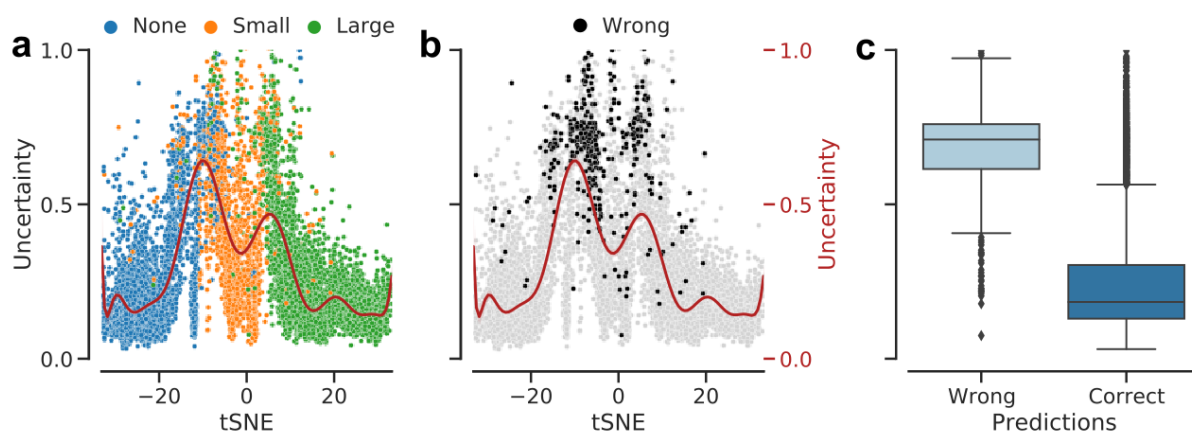 None Small Large
Wrong
a
b
c
1.0
0.5
0.0
Uncertainty
−20 0 20
tSNE
−20 0 20
tSNE
1.0
0.5
0.0
Uncertainty
Wrong Correct
Predictions